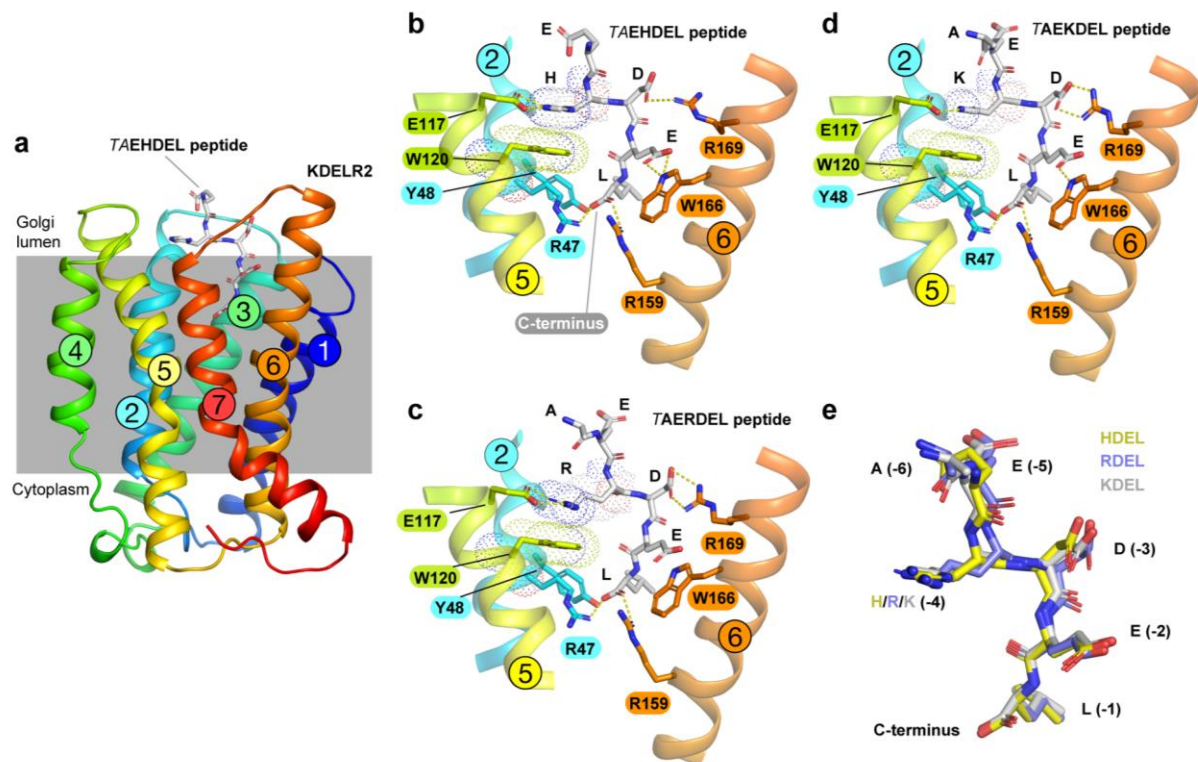 a
TAEHDEL peptide
KDELR2
Golgi
lumen
4
5
2
7
3
6
1
Cytoplasm
b
TAEHDEL peptide
E
2
H
D
E117
W120
Y48
E
R169
L
W166
R47
6
5
R159
C-terminus
c
TAERDEL peptide
A
E
2
R
D
E117
E
R169
W120
L
W166
Y48
R47
6
5
R159
d
TAEKDEL peptide
A
E
2
K
D
E117
W120
E
R169
Y48
L
W166
R47
6
5
R159
e
HDEL
RDEL
KDEL
A (-6)
E (-5)
D (-3)
H/R/K (-4)
E (-2)
L (-1)
C-terminus